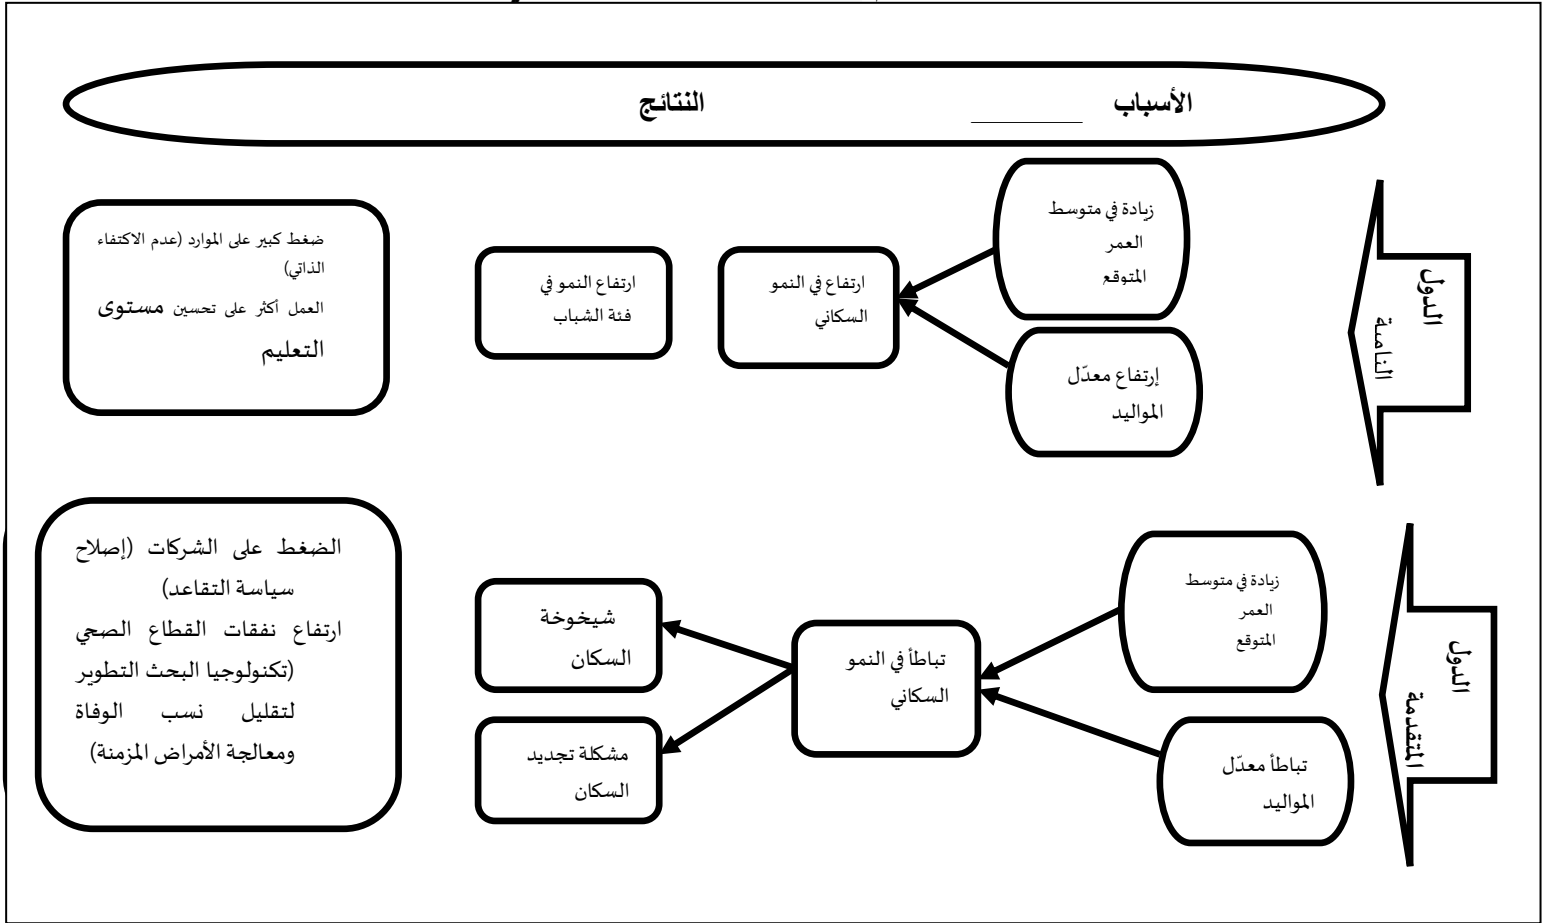 الأسباب النتائج
الدول
النامية
زيادة في متوسط
العمر
المتوقع
إرتفاع معدّل
المواليد
ارتفاع في النمو
السكاني
ارتفاع النمو في
فئة الشباب
ضغط كبير على الموارد (عدم الاكتفاء
الذاتي)
العمل أكثر على تحسين مستوى
التعليم
الدول
المتقدمة
زيادة في متوسط
العمر
المتوقع
تباطأ معدّل
المواليد
تباطأ في النمو
السكاني
شيخوخة
السكان
مشكلة تجديد
السكان
الضغط على الشركات (إصلاح
سياسة التقاعد)
ارتفاع نفقات القطاع الصحي
(تكنولوجيا البحث التطوير
لتقليل نسب الوفاة
ومعالجة الأمراض المزمنة)